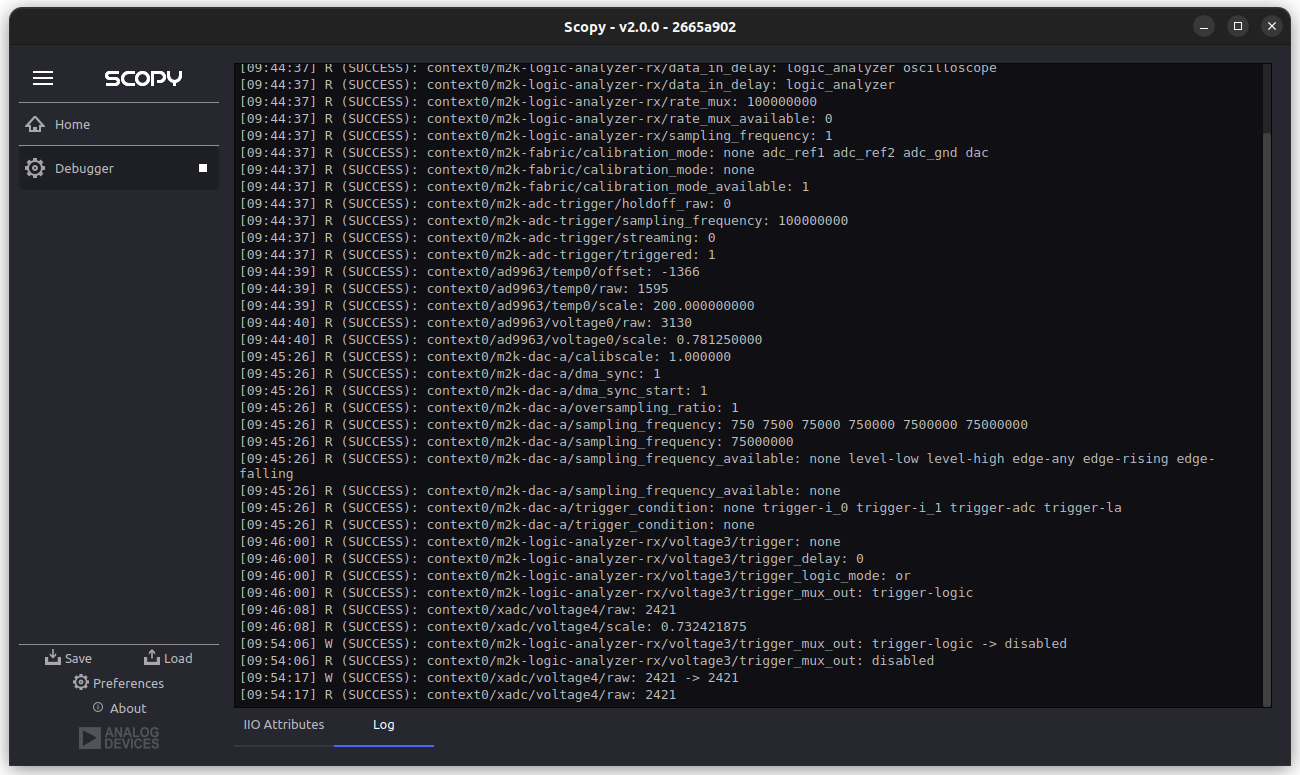 Scopy - v2.0.0 - 2665a902
SCOPY
Home
Debugger
[09:44:37] R (SUCCESS): context0/m2k-logic-analyzer-rx/data_in_delay: logic_analyzer oscilloscope
[09:44:37] R (SUCCESS): context0/m2k-logic-analyzer-rx/data_in_delay: logic_analyzer
[09:44:37] R (SUCCESS): context0/m2k-logic-analyzer-rx/rate_mux: 100000000
[09:44:37] R (SUCCESS): context0/m2k-logic-analyzer-rx/rate_mux_available: 0
[09:44:37] R (SUCCESS): context0/m2k-logic-analyzer-rx/sampling_frequency: 1
[09:44:37] R (SUCCESS): context0/m2k-fabric/calibration_mode: none adc_ref1 adc_ref2 adc_gnd dac
[09:44:37] R (SUCCESS): context0/m2k-fabric/calibration_mode: none
[09:44:37] R (SUCCESS): context0/m2k-fabric/calibration_mode_available: 1
[09:44:37] R (SUCCESS): context0/m2k-adc-trigger/holdoff_raw: 0
[09:44:37] R (SUCCESS): context0/m2k-adc-trigger/sampling_frequency: 100000000
[09:44:37] R (SUCCESS): context0/m2k-adc-trigger/streaming: 0
[09:44:37] R (SUCCESS): context0/m2k-adc-trigger/triggered: 1
[09:44:39] R (SUCCESS): context0/ad9963/temp0/offset: -1366
[09:44:39] R (SUCCESS): context0/ad9963/temp0/raw: 1595
[09:44:39] R (SUCCESS): context0/ad9963/temp0/scale: 200.000000000
[09:44:40] R (SUCCESS): context0/ad9963/voltage0/raw: 3130
[09:44:40] R (SUCCESS): context0/ad9963/voltage0/scale: 0.781250000
[09:45:26] R (SUCCESS): context0/m2k-dac-a/calibscale: 1.000000
[09:45:26] R (SUCCESS): context0/m2k-dac-a/dma_sync: 1
[09:45:26] R (SUCCESS): context0/m2k-dac-a/dma_sync_start: 1
[09:45:26] R (SUCCESS): context0/m2k-dac-a/oversampling_ratio: 1
[09:45:26] R (SUCCESS): context0/m2k-dac-a/sampling_frequency: 750 7500 75000 750000 7500000 75000000
[09:45:26] R (SUCCESS): context0/m2k-dac-a/sampling_frequency: 75000000
[09:45:26] R (SUCCESS): context0/m2k-dac-a/sampling_frequency_available: none level-low level-high edge-any edge-rising edge-
falling
[09:45:26] R (SUCCESS): context0/m2k-dac-a/sampling_frequency_available: none
[09:45:26] R (SUCCESS): context0/m2k-dac-a/trigger_condition: none trigger-i_0 trigger-i_1 trigger-adc trigger-la
[09:45:26] R (SUCCESS): context0/m2k-dac-a/trigger_condition: none
[09:46:00] R (SUCCESS): context0/m2k-logic-analyzer-rx/voltage3/trigger: none
[09:46:00] R (SUCCESS): context0/m2k-logic-analyzer-rx/voltage3/trigger_delay: 0
[09:46:00] R (SUCCESS): context0/m2k-logic-analyzer-rx/voltage3/trigger_logic_mode: or
[09:46:00] R (SUCCESS): context0/m2k-logic-analyzer-rx/voltage3/trigger_mux_out: trigger-logic
[09:46:08] R (SUCCESS): context0/xadc/voltage4/raw: 2421
[09:46:08] R (SUCCESS): context0/xadc/voltage4/scale: 0.732421875
[09:54:06] W (SUCCESS): context0/m2k-logic-analyzer-rx/voltage3/trigger_mux_out: trigger-logic -> disabled
[09:54:06] R (SUCCESS): context0/m2k-logic-analyzer-rx/voltage3/trigger_mux_out: disabled
[09:54:17] W (SUCCESS): context0/xadc/voltage4/raw: 2421 -> 2421
[09:54:17] R (SUCCESS): context0/xadc/voltage4/raw: 2421
Save
Load
Preferences
About
ANALOG
DEVICES
IIO Attributes
Log